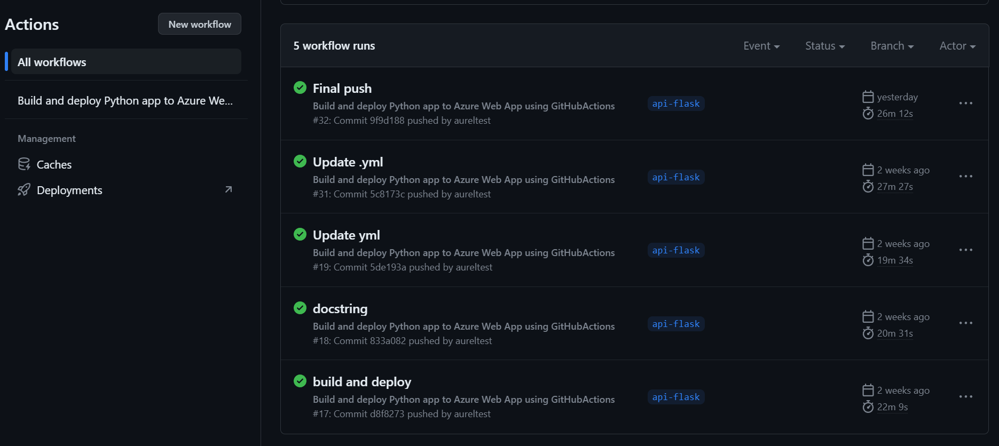 Actions
New workflow
All workflows
Build and deploy Python app to Azure We...
Management
Caches
Deployments
5 workflow runs
Event
Status
Branch
Actor
Final push
Build and deploy Python app to Azure Web App using GitHubActions
#32: Commit 9f9d188 pushed by aureltest
api-flask
yesterday
26m 12s
Update .yml
Build and deploy Python app to Azure Web App using GitHubActions
#31: Commit 5c8173c pushed by aureltest
api-flask
2 weeks ago
27m 27s
Update yml
Build and deploy Python app to Azure Web App using GitHubActions
#19: Commit 5de193a pushed by aureltest
api-flask
2 weeks ago
19m 34s
docstring
Build and deploy Python app to Azure Web App using GitHubActions
#18: Commit 833a082 pushed by aureltest
api-flask
2 weeks ago
20m 31s
build and deploy
Build and deploy Python app to Azure Web App using GitHubActions
#17: Commit d8f8273 pushed by aureltest
api-flask
2 weeks ago
22m 9s